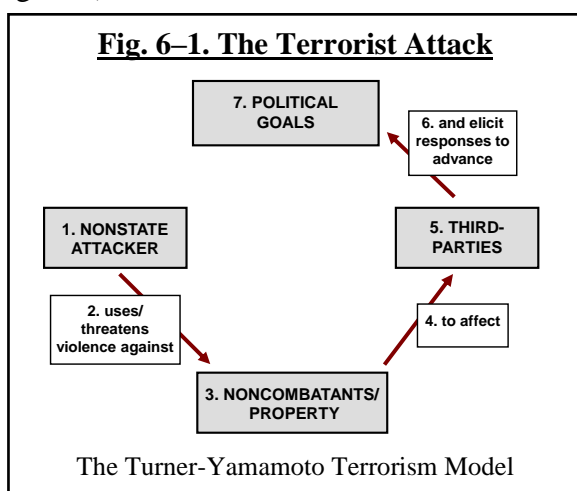 Fig. 6–1. The Terrorist Attack
7. POLITICAL
GOALS
6. and elicit
responses to
advance
1. NONSTATE
ATTACKER
5. THIRD-
PARTIES
2. uses/
threatens
violence against
4. to affect
3. NONCOMBATANTS/
PROPERTY
The Turner-Yamamoto Terrorism Model